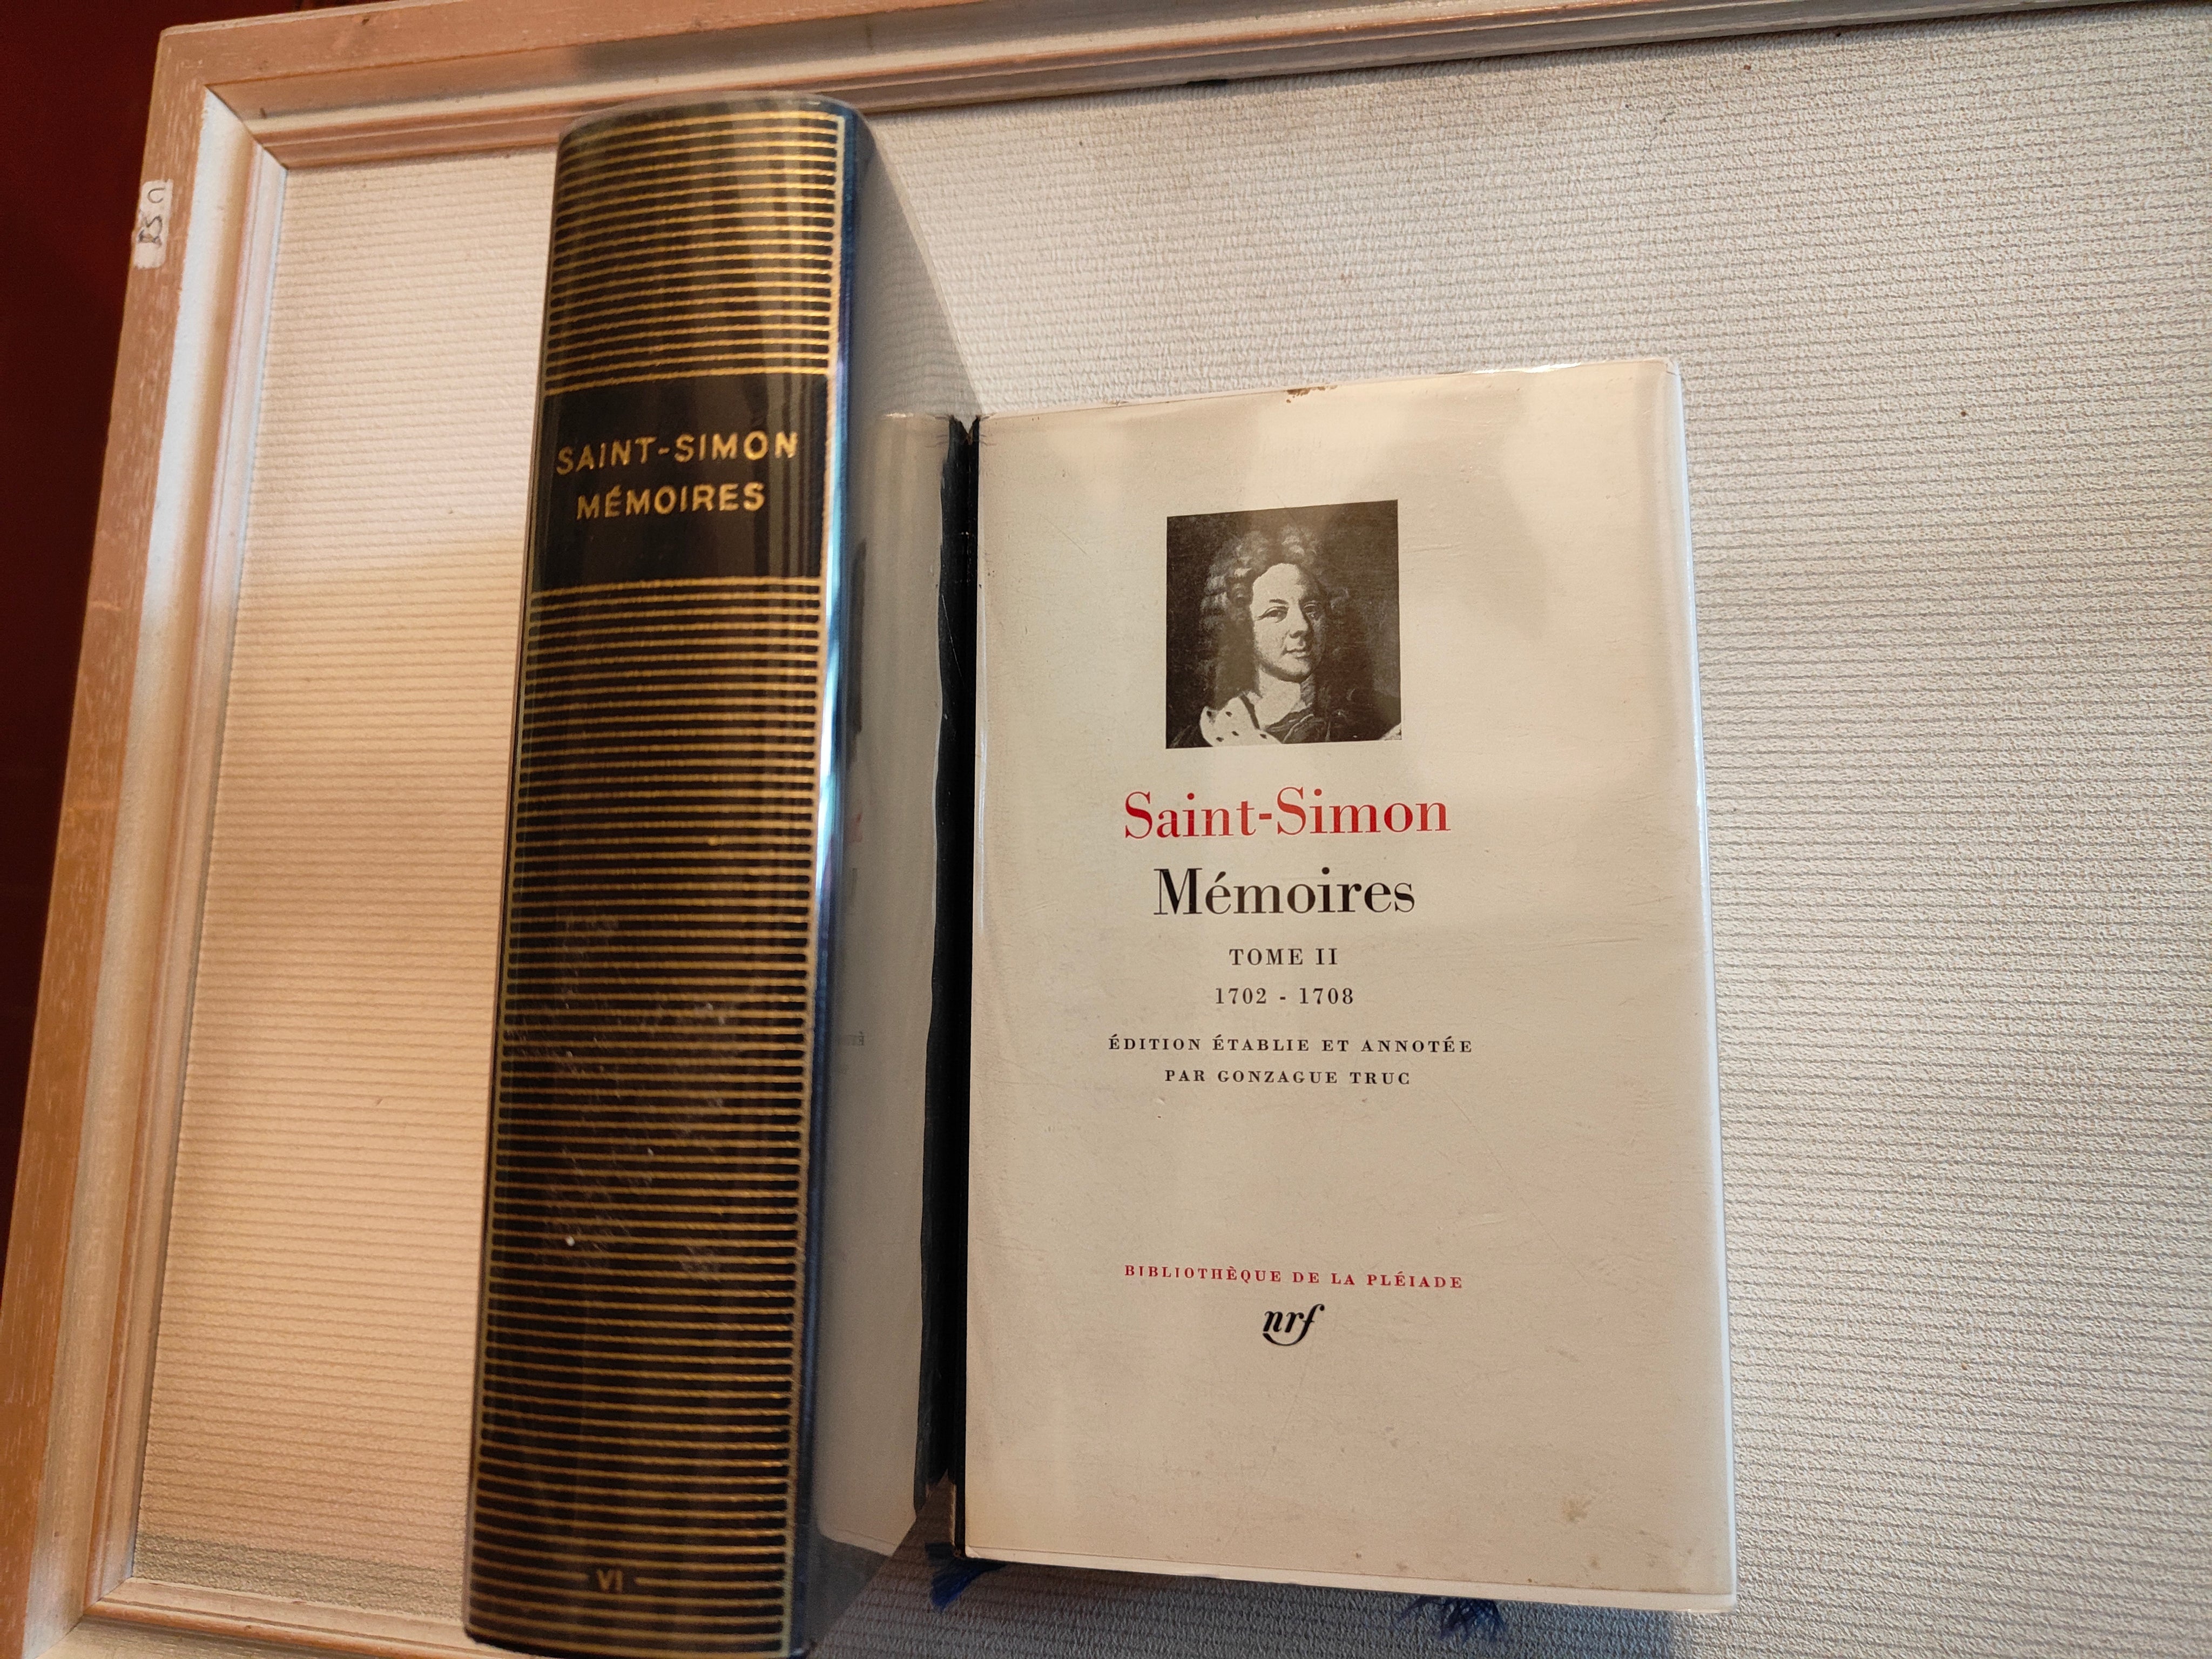 SAINT-SIMON
MÉMOIRES
VI
Saint-Simon
Mémoires
TOME II
1702 - 1708
ÉDITION ÉTABLIE ET ANNOTÉE
PAR GONZAGUE TRUC
BIBLIOTHÈQUE DE LA PLÉIADE
nrf